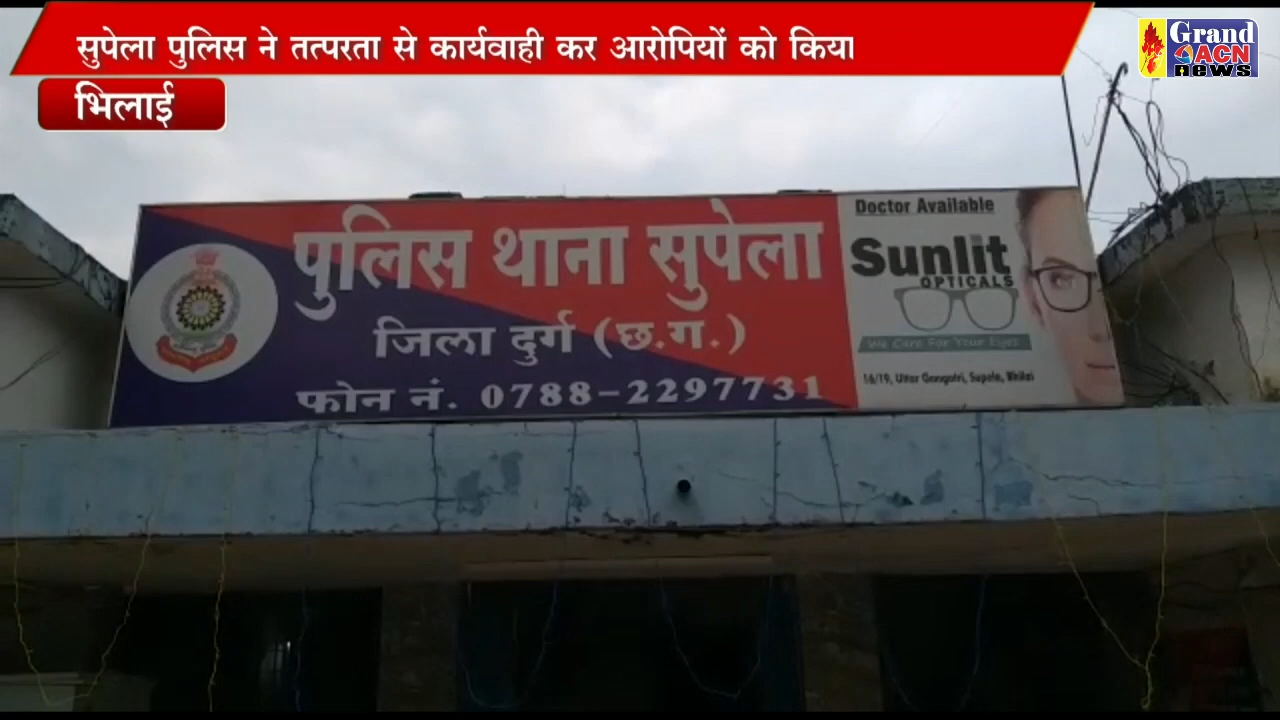 सुपेला पुलिस ने तत्परता से कार्यवाही कर आरोपियों को किया
Grand
ACN
news
भिलाई
पुलिस थाना सुपेला
जिला दुर्ग (छ.ग.)
फोन नं. 0788-2297731
Doctor Available
Sunlit
OPTICALS
We Care For Your Eyes
16/19, Uttar Gangotri, Supela, Bhilai